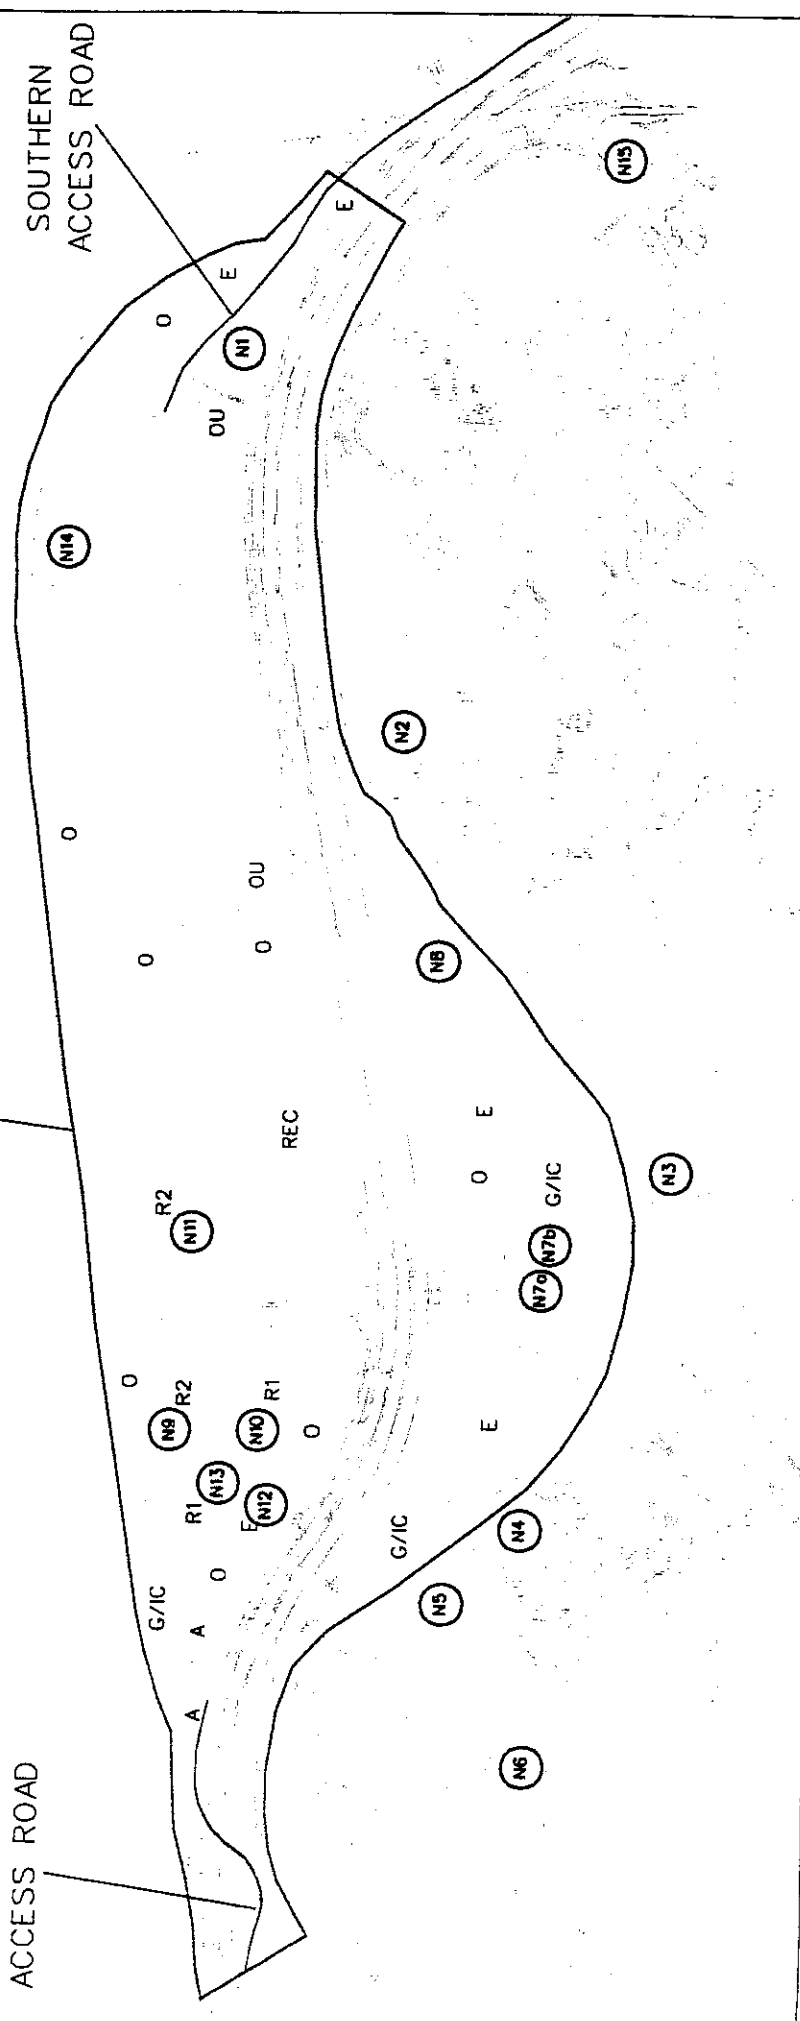 SOUTHERN
ACCESS ROAD
E
E
O
N15
N1
OU
N14
N2
O
OU
O
O
N8
E
REC
O
G/IC
N3
R2
N11
N7b
N7a
O
R2
N9
R1
N10
O
E
N13
R1
N12
E
G/IC
N4
O
N5
G/IC
A
A
N6
ACCESS ROAD